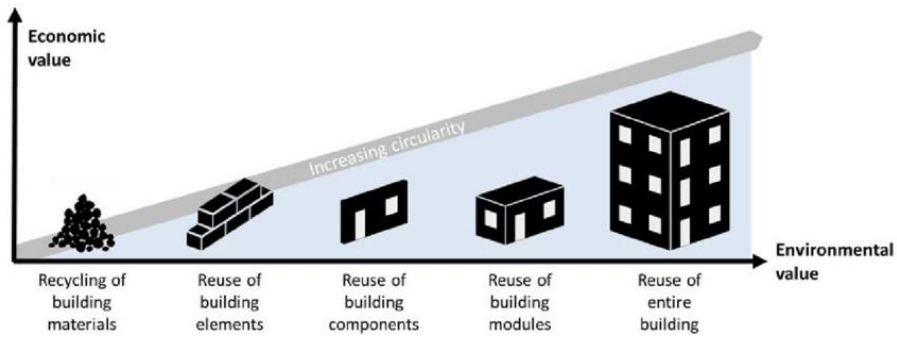 Economic
value
Increasing circularity
Environmental
value
Recycling of
building
materials
Reuse of
building
elements
Reuse of
building
components
Reuse of
building
modules
Reuse of
entire
building